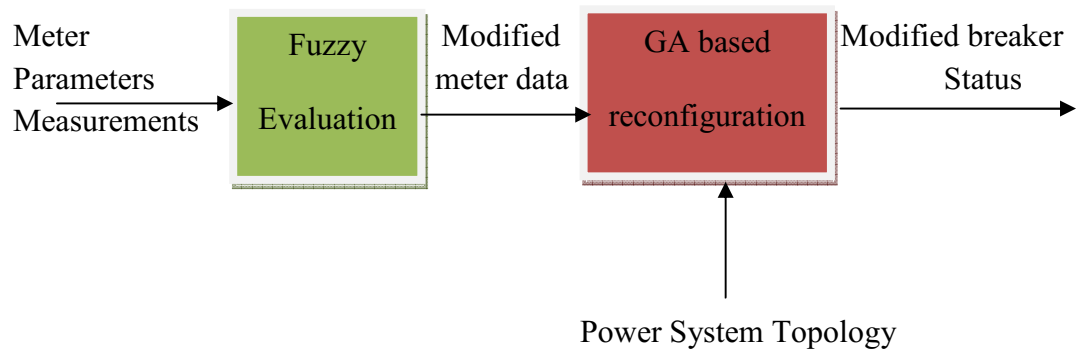 Meter
Parameters
Measurements
Fuzzy
Evaluation
Modified
meter data
GA based
reconfiguration
Modified breaker
Status
Power System Topology